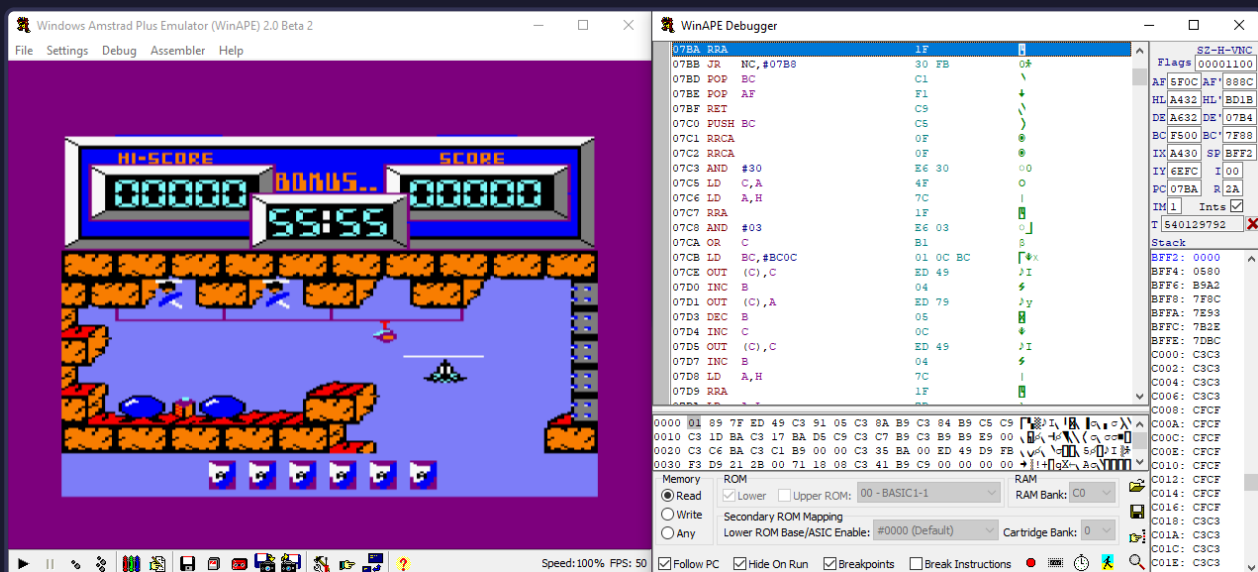 Windows Amstrad Plus Emulator (WinAPE) 2.0 Beta 2
File Settings Debug Assembler Help
HI-SCORE
SCORE
00000
BONUS..
00000
55:55
Speed:100% FPS: 50
WinAPE Debugger
07BA RRA 1F
07BB JR NC,#07B8 30 FB
07BD POP BC C1
07BE POP AF F1
07BF RET C9
07C0 PUSH BC C5
07C1 RRCA 0F
07C2 RRCA 0F
07C3 AND #30 E6 30
07C5 LD C,A 4F
07C6 LD A,H 7C
07C7 RRA 1F
07C8 AND #03 E6 03
07CA OR C B1
07CB LD BC,#BC0C 01 0C BC
07CE OUT (C),C ED 49
07D0 INC B 04
07D1 OUT (C),A ED 79
07D3 DEC B 05
07D4 INC C 0C
07D5 OUT (C),C ED 49
07D7 INC B 04
07D8 LD A,H 7C
07D9 RRA 1F
0000 01 89 7F ED 49 C3 91 05 C3 8A B9 C3 84 B9 C5 C9
0010 C3 1D BA C3 17 BA D5 C9 C3 C7 B9 C3 B9 B9 E9 00
0020 C3 C6 BA C3 C1 B9 00 00 C3 35 BA 00 ED 49 D9 FB
0030 F3 D9 21 2B 00 71 18 08 C3 41 B9 C9 00 00 00 00
Memory
Read
Write
Any
ROM
Lower Upper ROM: 00 - BASIC1-1
RAM
RAM Bank: C0
Secondary ROM Mapping
Lower ROM Base/ASIC Enable: #0000 (Default) Cartridge Bank: 0
Follow PC Hide On Run Breakpoints Break Instructions
SZ-H-VNC
Flags 00001100
AF 5F0C AF' 888C
HL A432 HL' BD1B
DE A632 DE' 07B4
BC F500 BC' 7F88
IX A430 SP BFF2
IY 6EFC I 00
PC 07BA R 2A
IM 1 Ints
T 540129792
Stack
BFF2: 0000
BFF4: 0580
BFF6: B9A2
BFF8: 7F8C
BFFA: 7E93
BFFC: 7B2E
BFFE: 7DBC
C000: C3C3
C002: C3C3
C004: C3C3
C006: C3C3
C008: CFCF
C00A: CFCF
C00C: CFCF
C00E: CFCF
C010: CFCF
C012: CFCF
C014: CFCF
C016: CFCF
C018: C3C3
C01A: C3C3
C01C: C3C3
C01E: C3C3